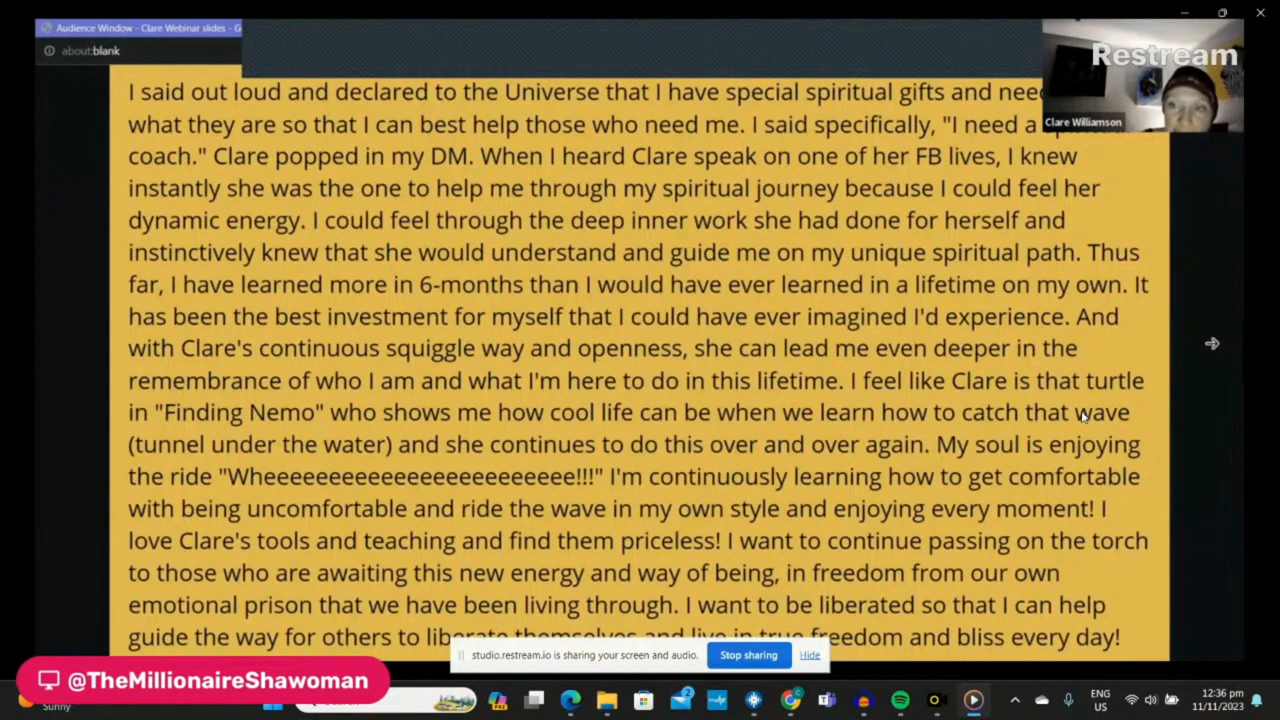 Audience Window - Clare Webinar slides - G
about:blank
Restream
Clare Williamson
I said out loud and declared to the Universe that I have special spiritual gifts and
what they are so that I can best help those who need me. I said specifically, "I need a
coach." Clare popped in my DM. When I heard Clare speak on one of her FB lives, I knew
instantly she was the one to help me through my spiritual journey because I could feel her
dynamic energy. I could feel through the deep inner work she had done for herself and
instinctively knew that she would understand and guide me on my unique spiritual path. Thus
far, I have learned more in 6-months than I would have ever learned in a lifetime on my own. It
has been the best investment for myself that I could have ever imagined I'd experience. And
with Clare's continuous squiggle way and openness, she can lead me even deeper in the
remembrance of who I am and what I'm here to do in this lifetime. I feel like Clare is that turtle
in "Finding Nemo" who shows me how cool life can be when we learn how to catch that wave
(tunnel under the water) and she continues to do this over and over again. My soul is enjoying
the ride "Wheeeeeeeeeeeeeeeeeeeeeee!!!" I'm continuously learning how to get comfortable
with being uncomfortable and ride the wave in my own style and enjoying every moment! I
love Clare's tools and teaching and find them priceless! I want to continue passing on the torch
to those who are awaiting this new energy and way of being, in freedom from our own
emotional prison that we have been living through. I want to be liberated so that I can help
guide the way for others to liberate themselves and live in true freedom and bliss every day!
studio.restream.io is sharing your screen and audio.
Stop sharing
Hide
@TheMillionaireShawoman
Sunny
2
ENG
US
12:36 pm
11/11/2023